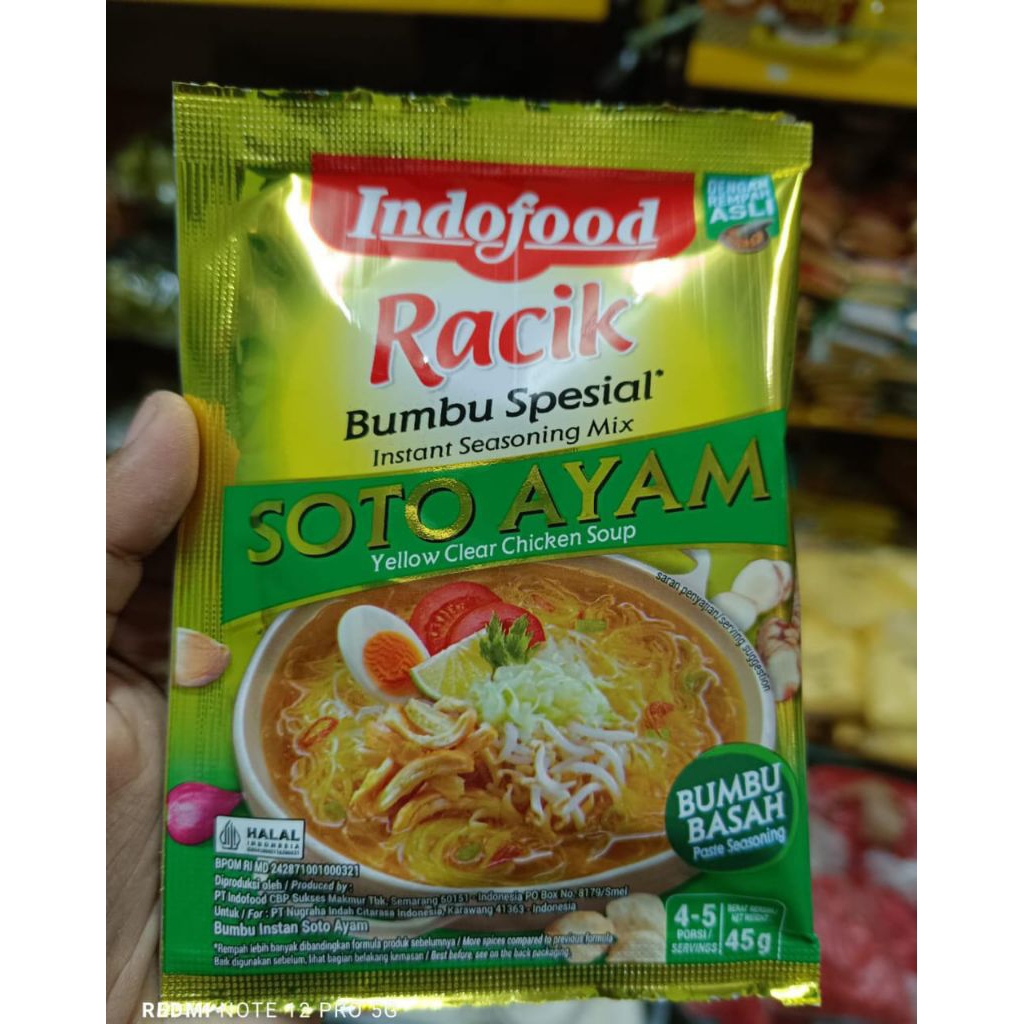 Indofood
DENGAN
REMPAH
ASLI
Racik
Bumbu Spesial*
Instant Seasoning Mix
SOTO AYAM
Yellow Clear Chicken Soup
saran penyajian/serving suggestion
BUMBU
BASAH
Paste Seasoning
HALAL
INDONESIA
BPOM RI MD 242871001000321
Diproduksi oleh / Produced by :
PT Indofood CBP Sukses Makmur Tbk, Semarang 50151 - Indonesia PO Box No. 8179/Smel
Untuk / For : PT Nugraha Indah Citarasa Indonesia, Karawang 41363 - Indonesia
Bumbu Instan Soto Ayam
*Rempah lebih banyak dibandingkan formula produk sebelumnya / More spices compared to previous formula
Baik digunakan sebelum, lihat bagian belakang kemasan / Best before, see on the back packaging
4-5
PORSI/
SERVINGS
BERAT BERSIH/
NET WEIGHT
45g
REDMI NOTE 12 PRO 5G